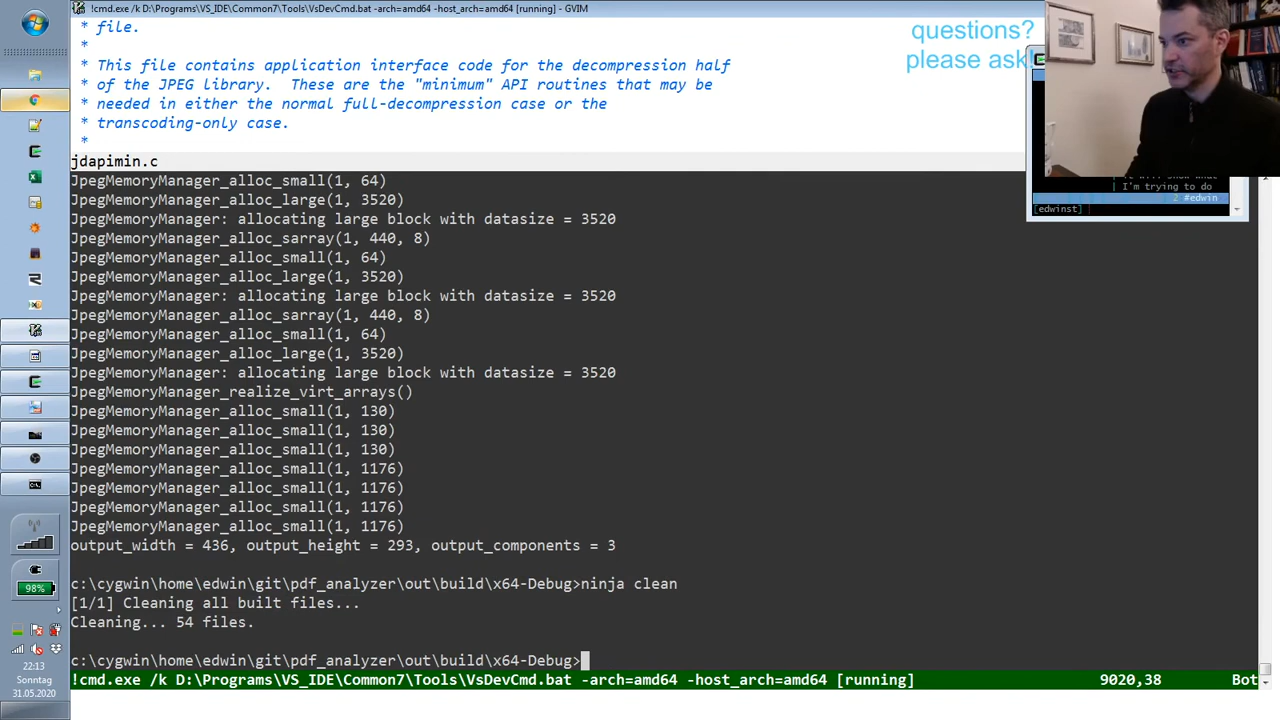 !cmd.exe /k D:\Programs\VS_IDE\Common7\Tools\VsDevCmd.bat -arch=amd64 -host_arch=amd64 [running] - GVIM
* file.
*
* This file contains application interface code for the decompression half
* of the JPEG library.  These are the "minimum" API routines that may be
* needed in either the normal full-decompression case or the
* transcoding-only case.
*
questions?
please ask!
jdapimin.c
I'm trying to do
2 #edwin
[edwinst]
JpegMemoryManager_alloc_small(1, 64)
JpegMemoryManager_alloc_large(1, 3520)
JpegMemoryManager: allocating large block with datasize = 3520
JpegMemoryManager_alloc_sarray(1, 440, 8)
JpegMemoryManager_alloc_small(1, 64)
JpegMemoryManager_alloc_large(1, 3520)
JpegMemoryManager: allocating large block with datasize = 3520
JpegMemoryManager_alloc_sarray(1, 440, 8)
JpegMemoryManager_alloc_small(1, 64)
JpegMemoryManager_alloc_large(1, 3520)
JpegMemoryManager: allocating large block with datasize = 3520
JpegMemoryManager_realize_virt_arrays()
JpegMemoryManager_alloc_small(1, 130)
JpegMemoryManager_alloc_small(1, 130)
JpegMemoryManager_alloc_small(1, 130)
JpegMemoryManager_alloc_small(1, 1176)
JpegMemoryManager_alloc_small(1, 1176)
JpegMemoryManager_alloc_small(1, 1176)
JpegMemoryManager_alloc_small(1, 1176)
output_width = 436, output_height = 293, output_components = 3
c:\cygwin\home\edwin\git\pdf_analyzer\out\build\x64-Debug>ninja clean
[1/1] Cleaning all built files...
Cleaning... 54 files.
c:\cygwin\home\edwin\git\pdf_analyzer\out\build\x64-Debug>
!cmd.exe /k D:\Programs\VS_IDE\Common7\Tools\VsDevCmd.bat -arch=amd64 -host_arch=amd64 [running] 9020,38 Bot
98%
22:13
Sonntag
31.05.2020